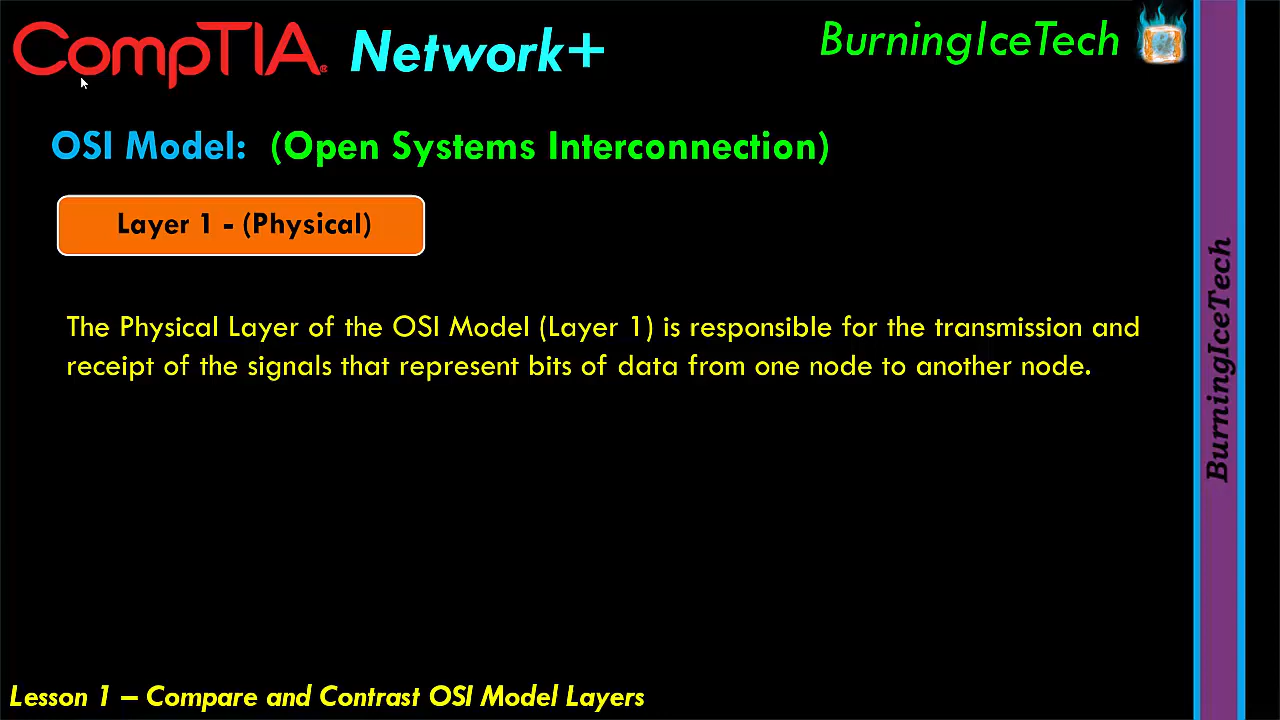 CompTIA® Network+
BurningIceTech
OSI Model: (Open Systems Interconnection)
Layer 1 - (Physical)
The Physical Layer of the OSI Model (Layer 1) is responsible for the transmission and
receipt of the signals that represent bits of data from one node to another node.
BurningIceTech
Lesson 1 – Compare and Contrast OSI Model Layers